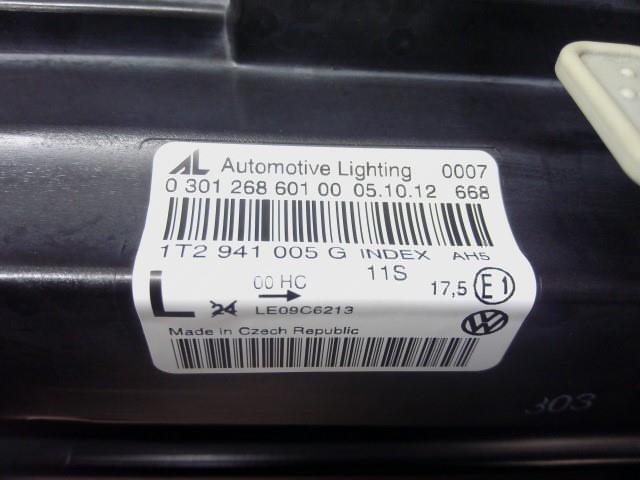 AL Automotive Lighting 0007
0 301 268 601 00 05.10.12 668
1T2 941 005 G INDEX AH5
11S
00 HC
17,5 E1
L 24 → LE09C6213
Made in Czech Republic
VW
303